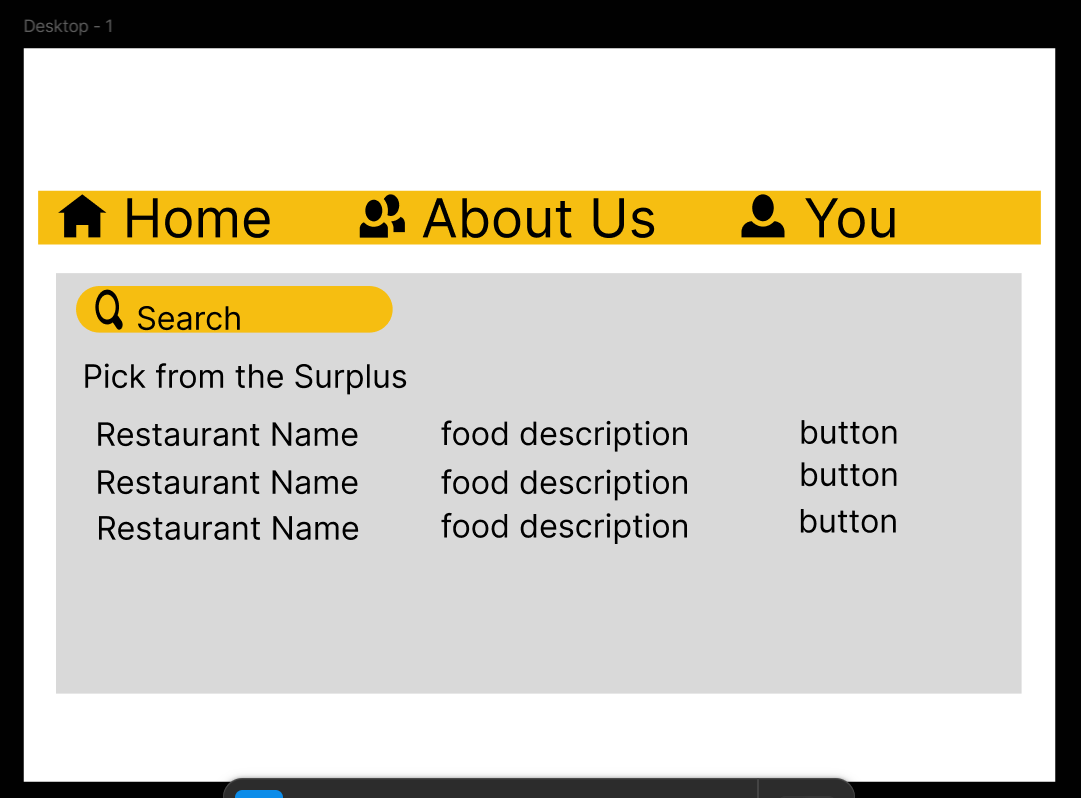 Desktop - 1
Home About Us You
Search
Pick from the Surplus
Restaurant Name food description button
Restaurant Name food description button
Restaurant Name food description button